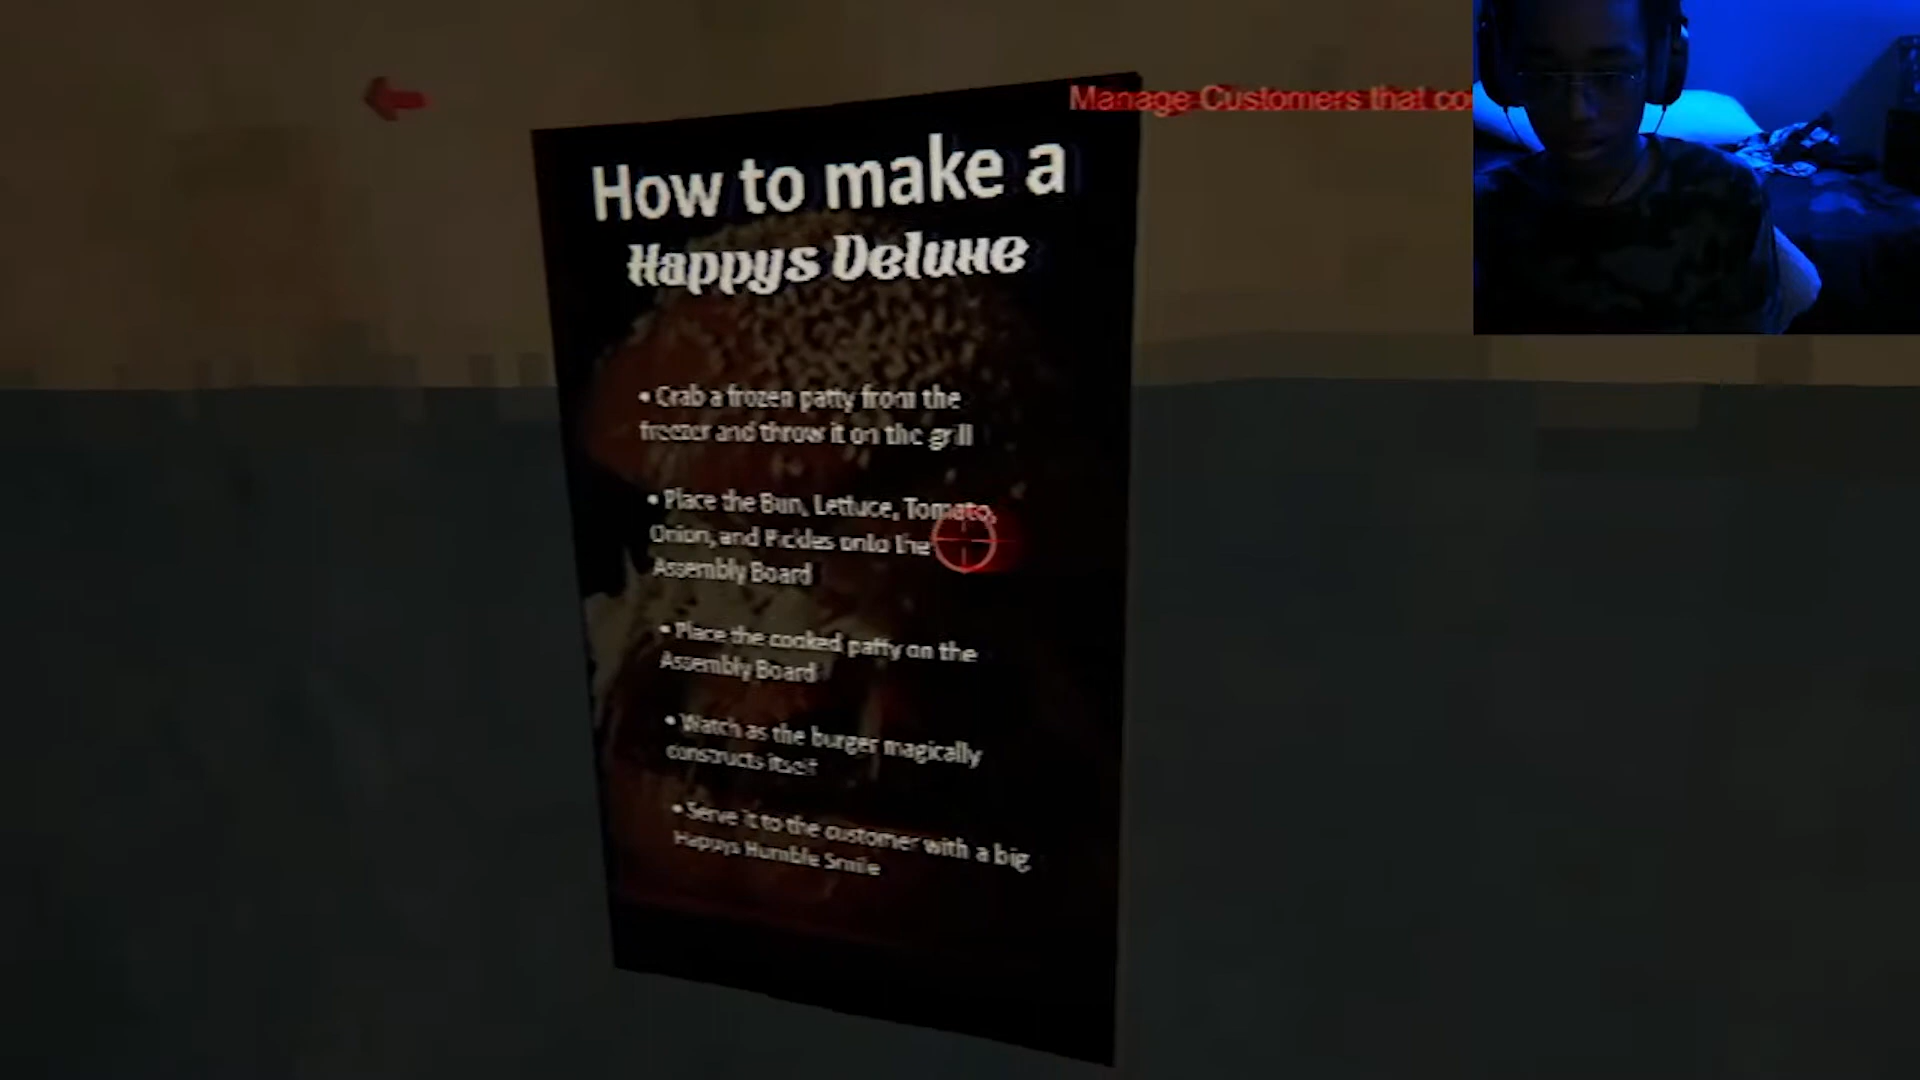 Manage Customers that co
How to make a
Happys Deluxe
• Grab a frozen patty from the
freezer and throw it on the grill
• Place the Bun, Lettuce, Tomato,
Onion, and Pickles onto the
Assembly Board
• Place the cooked patty on the
Assembly Board
• Watch as the burger magically
constructs itself
• Serve it to the customer with a big
Happys Humble Smile